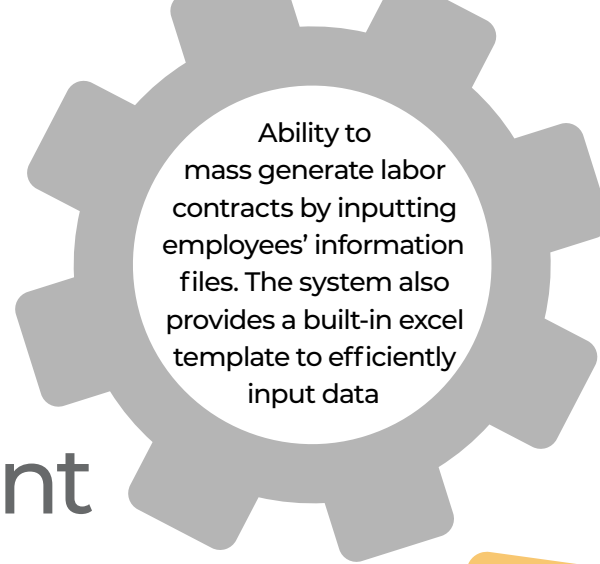 Ability to
mass generate labor
contracts by inputting
employees’ information
files. The system also
provides a built-in excel
template to efficiently
input data
nt